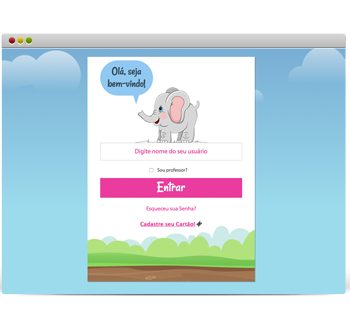 Olá, seja
bem-vindo!
Digite nome do seu usuário
Sou professor?
Entrar
Esqueceu sua Senha?
Cadastre seu Cartão!